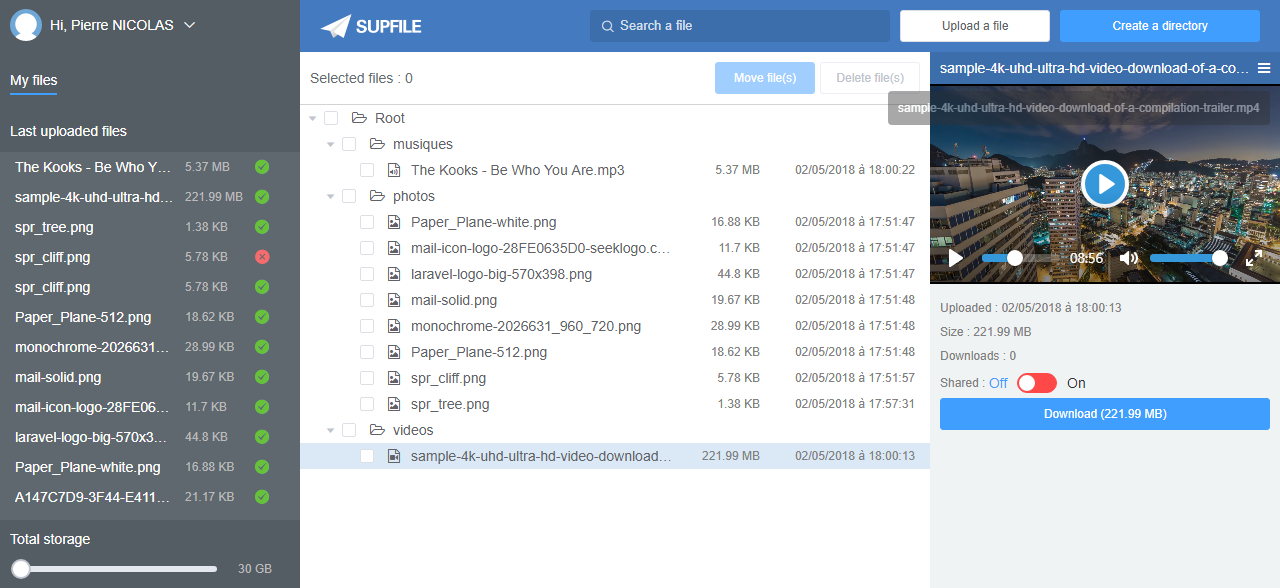 Hi, Pierre NICOLAS
My files
Last uploaded files
The Kooks - Be Who Y... 5.37 MB
sample-4k-uhd-ultra-hd... 221.99 MB
spr_tree.png 1.38 KB
spr_cliff.png 5.78 KB
spr_cliff.png 5.78 KB
Paper_Plane-512.png 18.62 KB
monochrome-2026631... 28.99 KB
mail-solid.png 19.67 KB
mail-icon-logo-28FE06... 11.7 KB
laravel-logo-big-570x3... 44.8 KB
Paper_Plane-white.png 16.88 KB
A147C7D9-3F44-E411... 21.17 KB
Total storage
30 GB
SUPFILE
Search a file
Upload a file
Create a directory
Selected files : 0
Move file(s)
Delete file(s)
Root
musiques
The Kooks - Be Who You Are.mp3 5.37 MB 02/05/2018 à 18:00:22
photos
Paper_Plane-white.png 16.88 KB 02/05/2018 à 17:51:47
mail-icon-logo-28FE0635D0-seeklogo.c... 11.7 KB 02/05/2018 à 17:51:47
laravel-logo-big-570x398.png 44.8 KB 02/05/2018 à 17:51:47
mail-solid.png 19.67 KB 02/05/2018 à 17:51:48
monochrome-2026631_960_720.png 28.99 KB 02/05/2018 à 17:51:48
Paper_Plane-512.png 18.62 KB 02/05/2018 à 17:51:48
spr_cliff.png 5.78 KB 02/05/2018 à 17:51:57
spr_tree.png 1.38 KB 02/05/2018 à 17:57:31
videos
sample-4k-uhd-ultra-hd-video-download... 221.99 MB 02/05/2018 à 18:00:13
sample-4k-uhd-ultra-hd-video-download-of-a-co...
sample-4k-uhd-ultra-hd-video-download-of-a-compilation-trailer.mp4
08:56
Uploaded : 02/05/2018 à 18:00:13
Size : 221.99 MB
Downloads : 0
Shared : Off On
Download (221.99 MB)